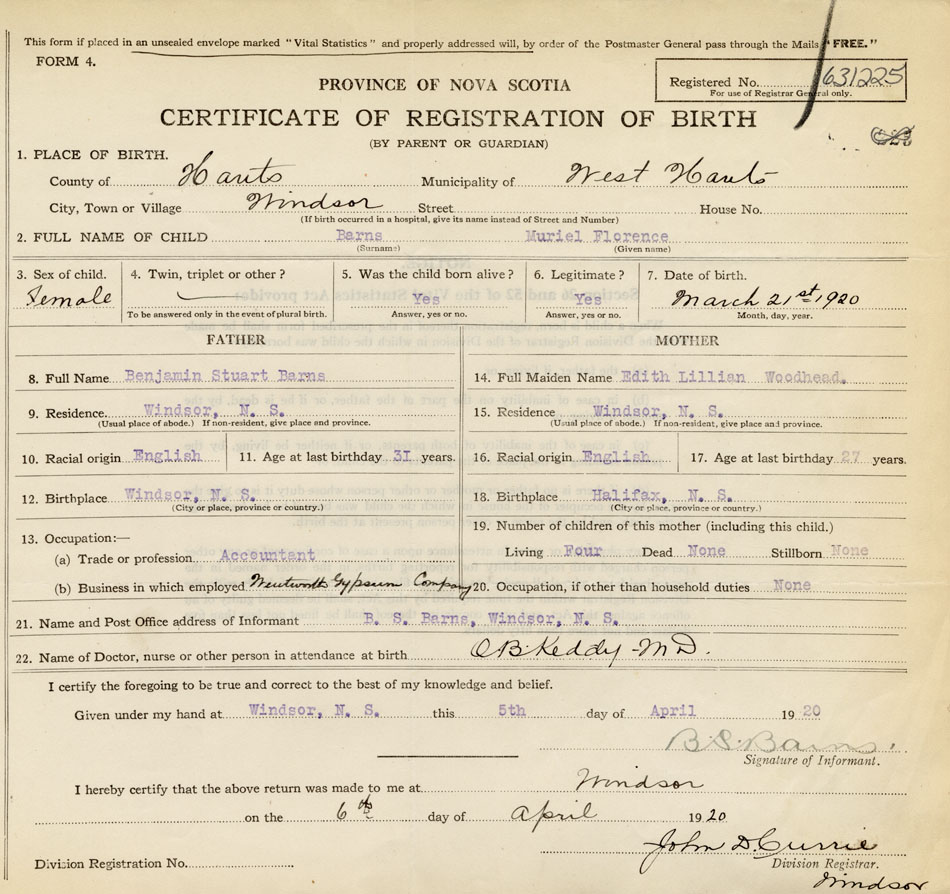 This form if placed in an unsealed envelope marked "Vital Statistics" and properly addressed will, by order of the Postmaster General pass through the Mails "FREE."
FORM 4.
Registered No. 631225
For use of Registrar General only.
PROVINCE OF NOVA SCOTIA
CERTIFICATE OF REGISTRATION OF BIRTH
(BY PARENT OR GUARDIAN)
1. PLACE OF BIRTH.
County of Hants Municipality of West Hants
City, Town or Village Windsor Street House No.
(If birth occurred in a hospital, give its name instead of Street and Number)
2. FULL NAME OF CHILD Barns Muriel Florence
(Surname) (Given name)
3. Sex of child. 4. Twin, triplet or other? 5. Was the child born alive? 6. Legitimate? 7. Date of birth.
Female Yes Yes March 21st 1920
To be answered only in the event of plural birth. Answer, yes or no. Answer, yes or no. Month, day, year.
FATHER MOTHER
8. Full Name Benjamin Stuart Barns 14. Full Maiden Name Edith Lillian Woodhead.
9. Residence. Windsor, N. S. 15. Residence Windsor, N. S.
(Usual place of abode.) If non-resident, give place and province. (Usual place of abode.) If non-resident, give place and province.
10. Racial origin English 11. Age at last birthday 31 years. 16. Racial origin English 17. Age at last birthday 27 years.
12. Birthplace Windsor, N. S. 18. Birthplace Halifax, N. S.
(City or place, province or country.) (City or place, province or country.)
13. Occupation:— 19. Number of children of this mother (including this child.)
(a) Trade or profession Accountant Living Four Dead None Stillborn None
(b) Business in which employed Wentworth Gypsum Company 20. Occupation, if other than household duties None
21. Name and Post Office address of Informant B. S. Barns, Windsor, N. S.
22. Name of Doctor, nurse or other person in attendance at birth O B Keddy - M D.
I certify the foregoing to be true and correct to the best of my knowledge and belief.
Given under my hand at Windsor, N. S. this 5th day of April 1920
B. S. Barns.
Signature of Informant.
I hereby certify that the above return was made to me at Windsor
on the 6th day of April 1920
John D Currie
Division Registration No. Division Registrar.
Windsor